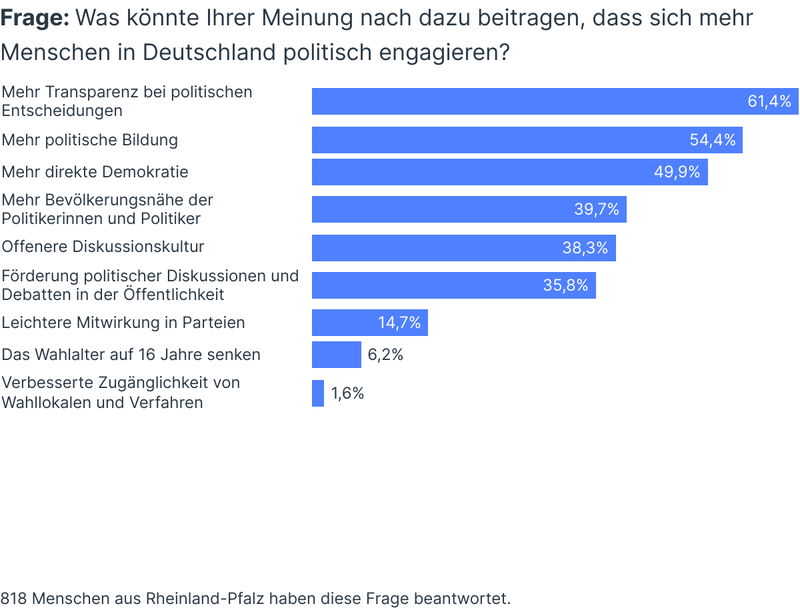 Frage: Was könnte Ihrer Meinung nach dazu beitragen, dass sich mehr
Menschen in Deutschland politisch engagieren?
Mehr Transparenz bei politischen
Entscheidungen
61,4%
Mehr politische Bildung
54,4%
Mehr direkte Demokratie
49,9%
Mehr Bevölkerungsnähe der
Politikerinnen und Politiker
39,7%
Offenere Diskussionskultur
38,3%
Förderung politischer Diskussionen und
Debatten in der Öffentlichkeit
35,8%
Leichtere Mitwirkung in Parteien
14,7%
Das Wahlalter auf 16 Jahre senken
6,2%
Verbesserte Zugänglichkeit von
Wahllokalen und Verfahren
1,6%
818 Menschen aus Rheinland-Pfalz haben diese Frage beantwortet.